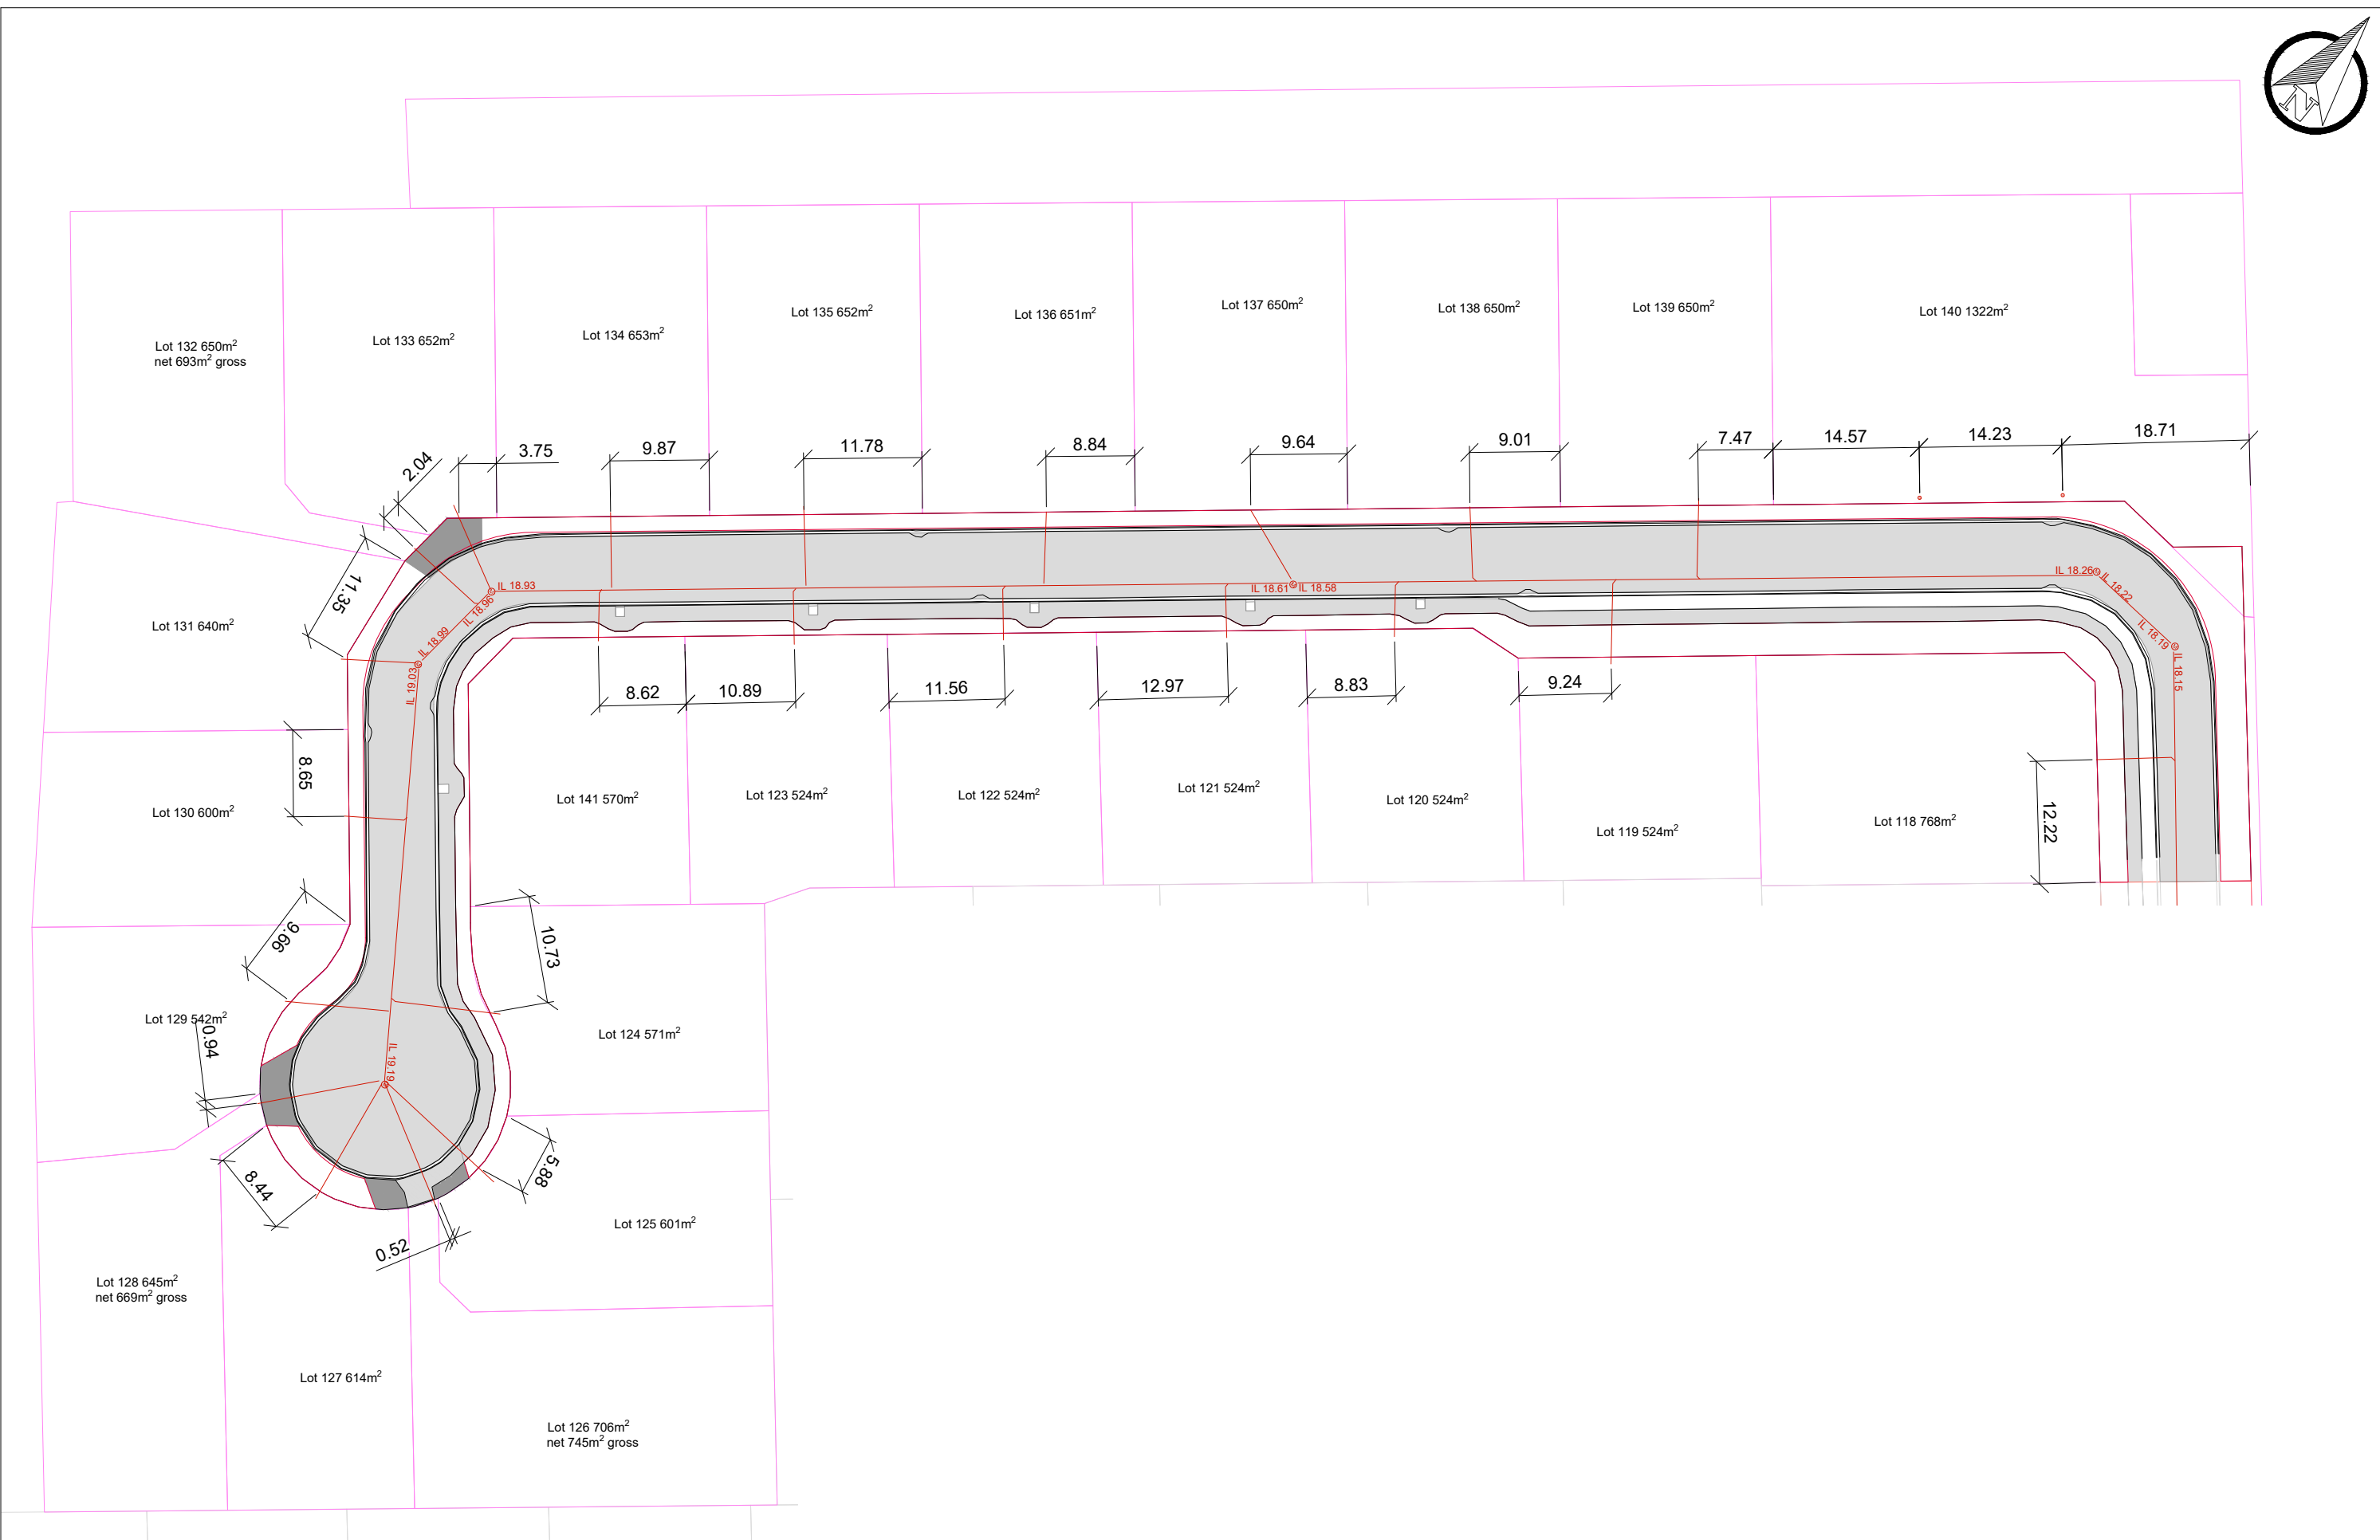 N
Lot 132 650m²
net 693m² gross
Lot 133 652m²
Lot 134 653m²
Lot 135 652m²
Lot 136 651m²
Lot 137 650m²
Lot 138 650m²
Lot 139 650m²
Lot 140 1322m²
2.04
3.75
9.87
11.78
8.84
9.64
9.01
7.47
14.57
14.23
18.71
11.35
Lot 131 640m²
IL 18.93
IL 18.96
IL 18.99
IL 19.03
IL 18.61
IL 18.58
IL 18.26
IL 18.22
IL 18.19
IL 18.15
8.62
10.89
11.56
12.97
8.83
9.24
8.65
Lot 130 600m²
Lot 141 570m²
Lot 123 524m²
Lot 122 524m²
Lot 121 524m²
Lot 120 524m²
Lot 119 524m²
Lot 118 768m²
12.22
9.66
10.73
Lot 129 542m²
0.94
IL 19.19
Lot 124 571m²
8.44
5.88
0.52
Lot 125 601m²
Lot 128 645m²
net 669m² gross
Lot 127 614m²
Lot 126 706m²
net 745m² gross